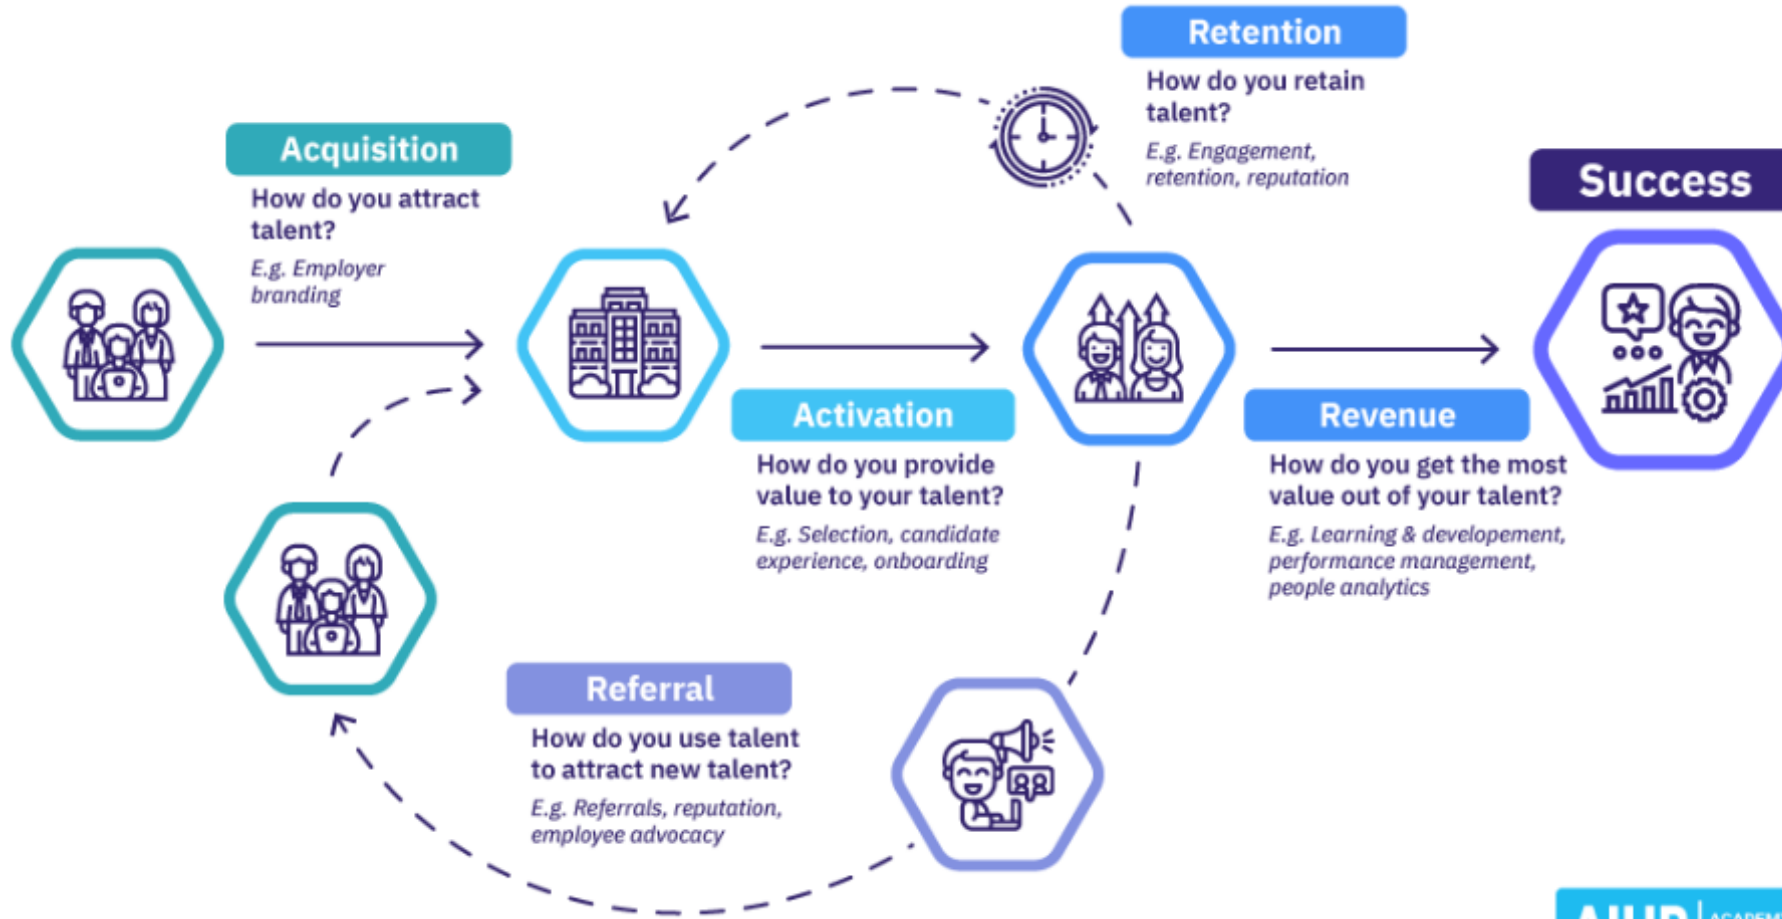 Retention
How do you retain
talent?
E.g. Engagement,
retention, reputation
Acquisition
How do you attract
talent?
E.g. Employer
branding
Success
Activation
How do you provide
value to your talent?
E.g. Selection, candidate
experience, onboarding
Revenue
How do you get the most
value out of your talent?
E.g. Learning & developement,
performance management,
people analytics
Referral
How do you use talent
to attract new talent?
E.g. Referrals, reputation,
employee advocacy